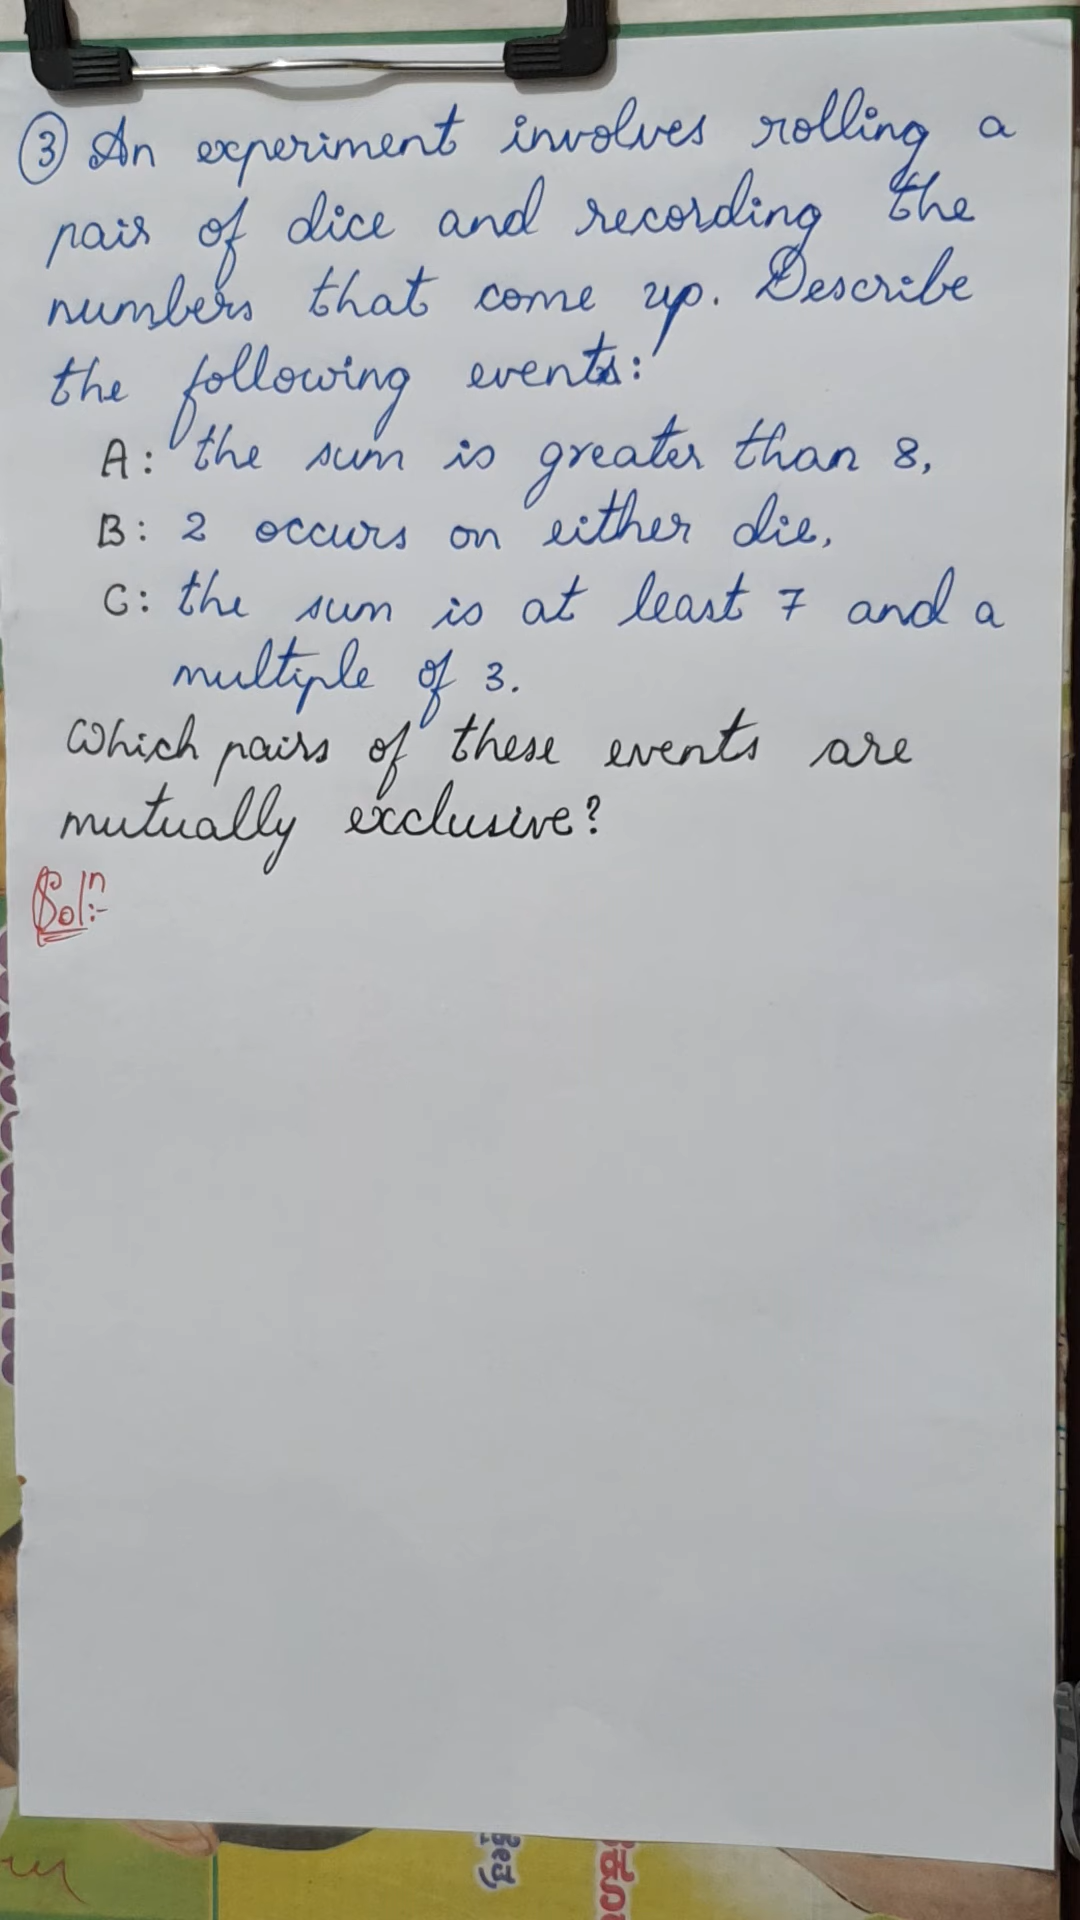 ③ An experiment involves rolling a
pair of dice and recording the
numbers that come up. Describe
the following events:
A: the sum is greater than 8,
B: 2 occurs on either die,
C: the sum is at least 7 and a
multiple of 3.
Which pairs of these events are
mutually exclusive?
Solⁿ:-